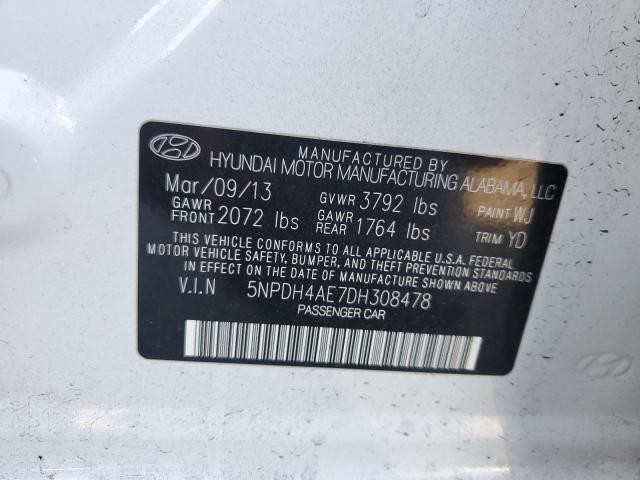 MANUFACTURED BY
HYUNDAI MOTOR MANUFACTURING ALABAMA, LLC
Mar/09/13 GVWR 3792 lbs PAINT WJ
GAWR FRONT 2072 lbs GAWR REAR 1764 lbs TRIM YD
THIS VEHICLE CONFORMS TO ALL APPLICABLE U.S.A. FEDERAL
MOTOR VEHICLE SAFETY, BUMPER, AND THEFT PREVENTION STANDARDS
IN EFFECT ON THE DATE OF MANUFACTURE SHOWN ABOVE
V.I.N 5NPDH4AE7DH308478
PASSENGER CAR